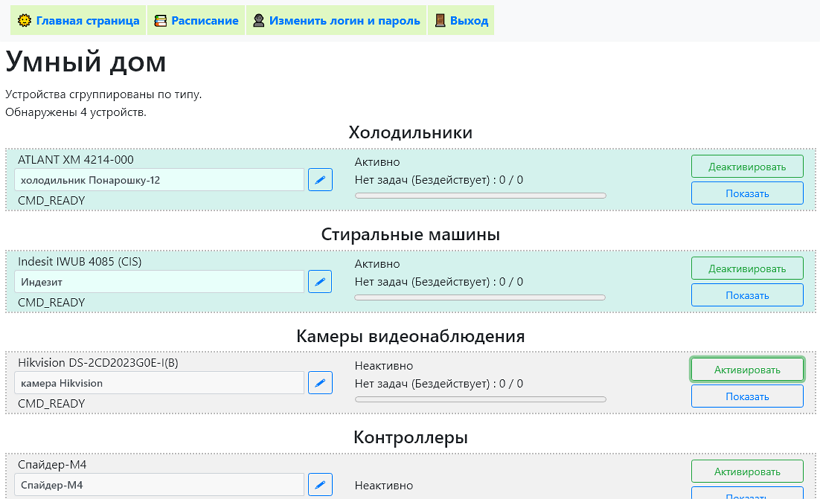 Главная страница Расписание Изменить логин и пароль Выход
Умный дом
Устройства сгруппированы по типу.
Обнаружены 4 устройств.
Холодильники
ATLANT ХМ 4214-000
холодильник Понарошку-12
CMD_READY
Активно
Нет задач (Бездействует) : 0 / 0
Деактивировать
Показать
Стиральные машины
Indesit IWUB 4085 (CIS)
Индезит
CMD_READY
Активно
Нет задач (Бездействует) : 0 / 0
Деактивировать
Показать
Камеры видеонаблюдения
Hikvision DS-2CD2023G0E-I(B)
камера Hikvision
CMD_READY
Неактивно
Нет задач (Бездействует) : 0 / 0
Активировать
Показать
Контроллеры
Спайдер-М4
Спайдер-М4
Неактивно
Активировать
Показать